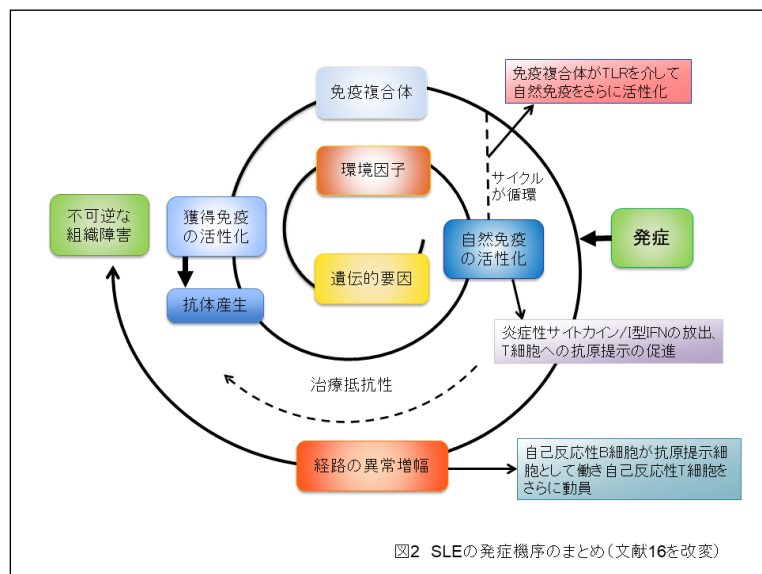 免疫複合体がTLRを介して
自然免疫をさらに活性化
免疫複合体
環境因子
サイクル
が循環
不可逆な
組織障害
獲得免疫
の活性化
自然免疫
の活性化
発症
遺伝的要因
抗体産生
炎症性サイトカイン/I型IFNの放出、
T細胞への抗原提示の促進
治療抵抗性
経路の異常増幅
自己反応性B細胞が抗原提示細
胞として働き自己反応性T細胞を
さらに動員
図2 SLEの発症機序のまとめ(文献16を改変)